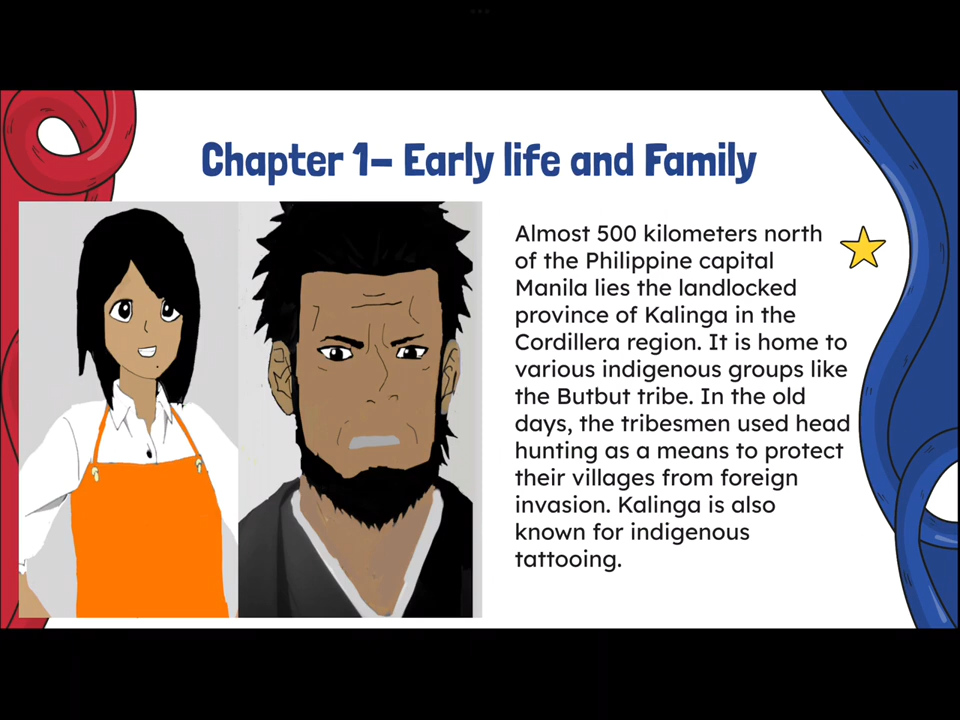 Chapter 1– Early life and Family
Almost 500 kilometers north
of the Philippine capital
Manila lies the landlocked
province of Kalinga in the
Cordillera region. It is home to
various indigenous groups like
the Butbut tribe. In the old
days, the tribesmen used head
hunting as a means to protect
their villages from foreign
invasion. Kalinga is also
known for indigenous
tattooing.